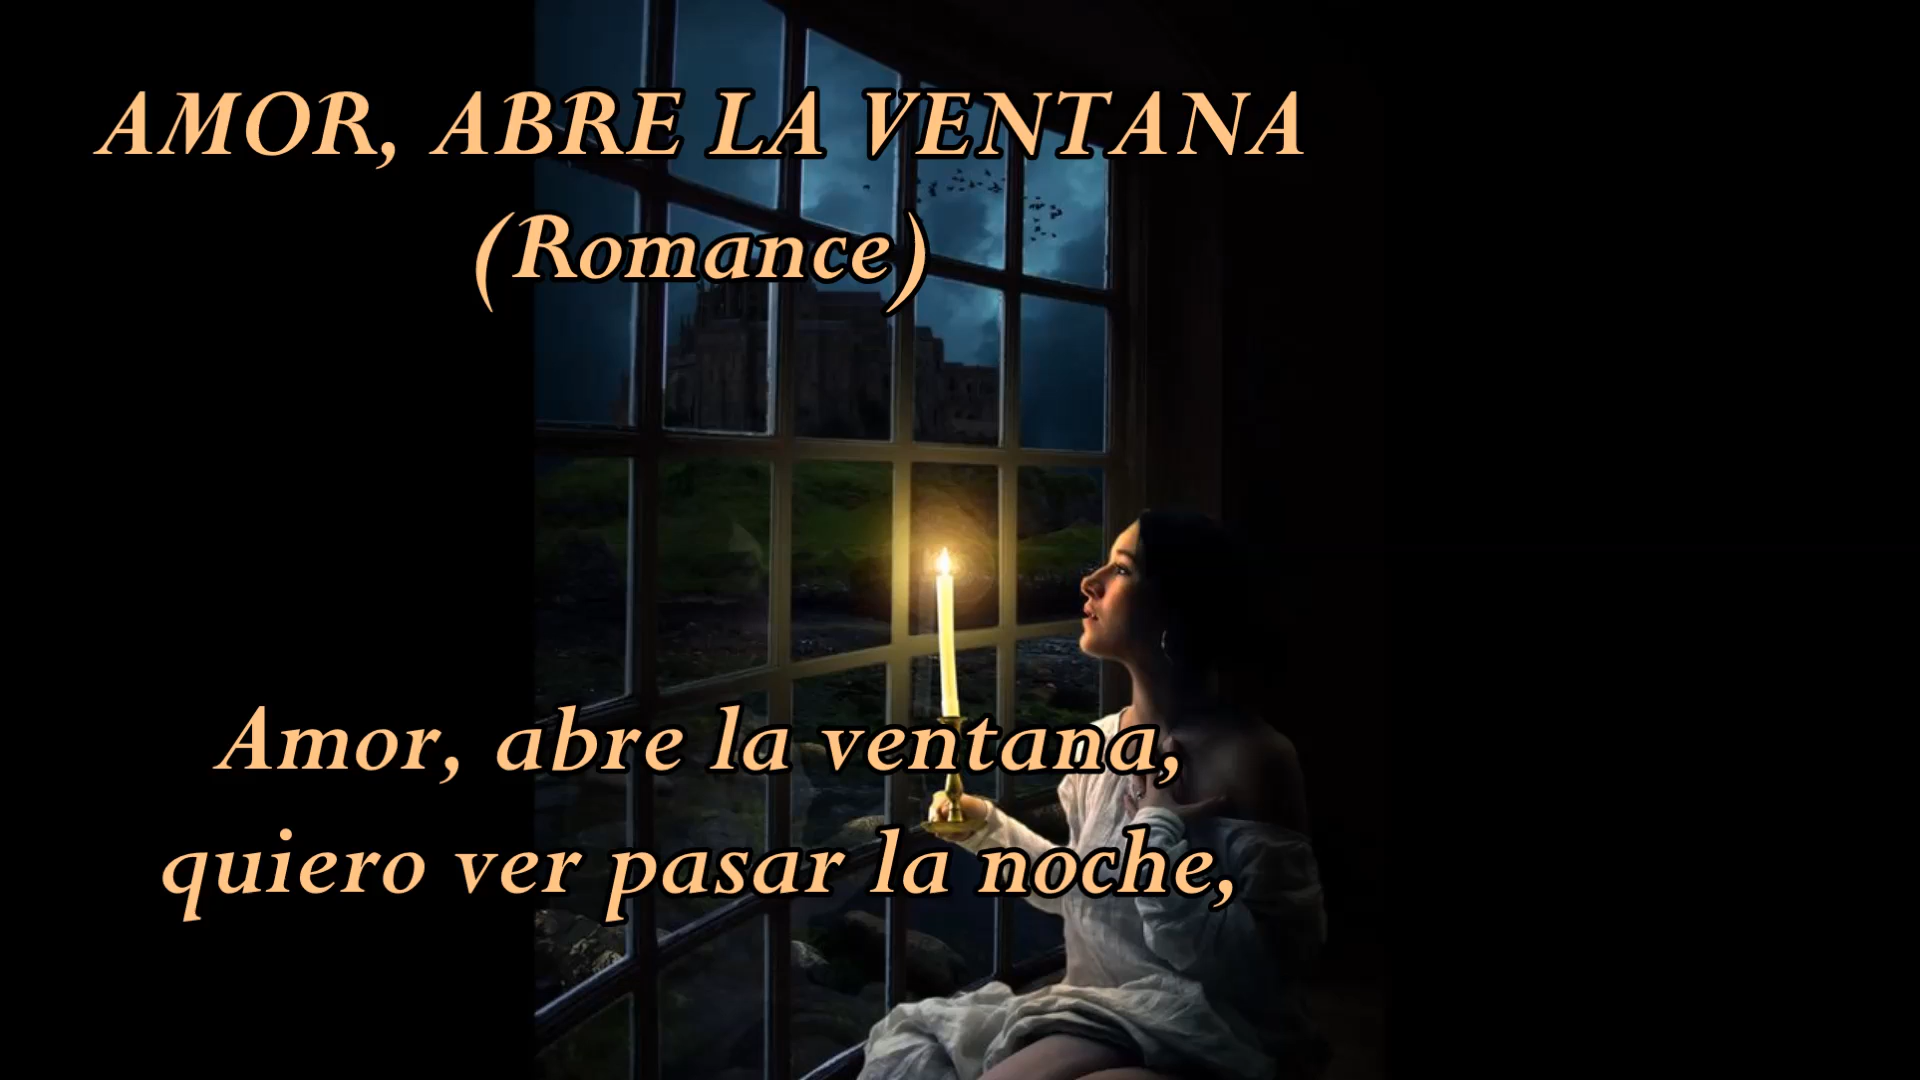 AMOR, ABRE LA VENTANA
(Romance)
Amor, abre la ventana,
quiero ver pasar la noche,